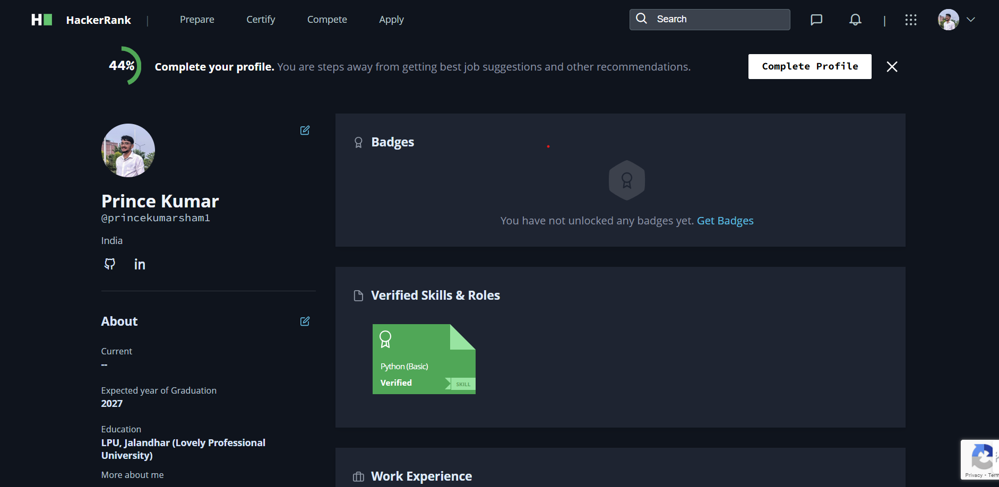 H HackerRank | Prepare Certify Compete Apply Search |
44% Complete your profile. You are steps away from getting best job suggestions and other recommendations. Complete Profile
Prince Kumar
@princekumarsham1
India
in
About
Current
--
Expected year of Graduation
2027
Education
LPU, Jalandhar (Lovely Professional
University)
More about me
Badges
You have not unlocked any badges yet. Get Badges
Verified Skills & Roles
Python (Basic)
Verified
SKILL
Work Experience
Privacy -